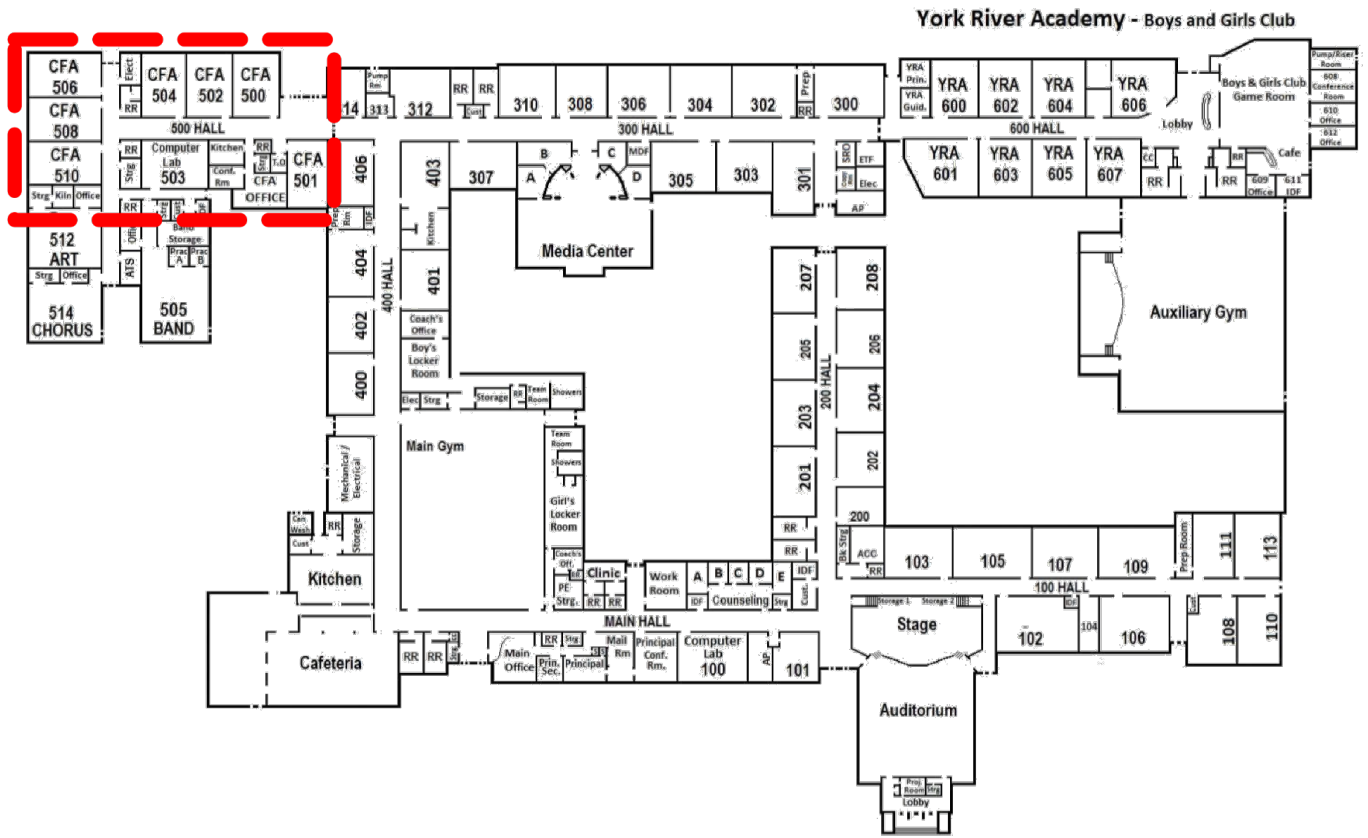 York River Academy - Boys and Girls Club
CFA
506
Elect
CFA
504
CFA
502
CFA
500
RR
CFA
508
500 HALL
CFA
510
RR
Computer
Lab
503
Kitchen
Conf.
Rm
RR
Strg
T.O
CFA
OFFICE
CFA
501
Strg
Kiln
Office
RR
Strg
Cust
Storage
512
ART
Prac
A
Prac
B
Strg
Office
ATS
514
CHORUS
505
BAND
314
Pump
Rm
313
312
RR
RR
Cust
310
308
306
304
302
Prep
RR
300
300 HALL
406
403
307
B
A
C
D
MDF
305
303
301
SRO
ETF
Elec
AP
Prep
Rm
IDF
Kitchen
Media Center
404
400 HALL
401
402
Coach's
Office
Boy's
Locker
Room
400
Elec
Strg
Storage
RR
Team
Room
Showers
Main Gym
Team
Room
Showers
Girl's
Locker
Room
Coach's
Off.
RR
PE
Strg.
Clinic
RR
RR
Mechanical /
Electrical
Can
Wash
Cust
RR
Storage
Kitchen
Cafeteria
RR
RR
Strg
YRA
Prin.
YRA
Guid.
YRA
600
YRA
602
YRA
604
YRA
606
600 HALL
Lobby
Boys & Girls Club
Game Room
Pump/Riser
Room
608
Conference
Room
610
Office
612
Office
YRA
601
YRA
603
YRA
605
YRA
607
CC
RR
RR
RR
Cafe
609
Office
611
IDF
Auxiliary Gym
207
208
205
206
200 HALL
203
204
201
202
200
RR
RR
Bk Strg
ACC
RR
103
105
107
109
Prep Room
111
113
100 HALL
Work
Room
A
B
C
D
E
IDF
IDF
Counseling
Strg
Cust.
MAIN HALL
Main
Office
RR
Strg
Prin.
Sec.
Principal
Mail
Rm
Principal
Conf.
Rm.
Computer
Lab
100
AP
101
Storage 1
Storage 2
Stage
IDF
102
104
106
Cust
108
110
Auditorium
Proj.
Room
Strg
Lobby